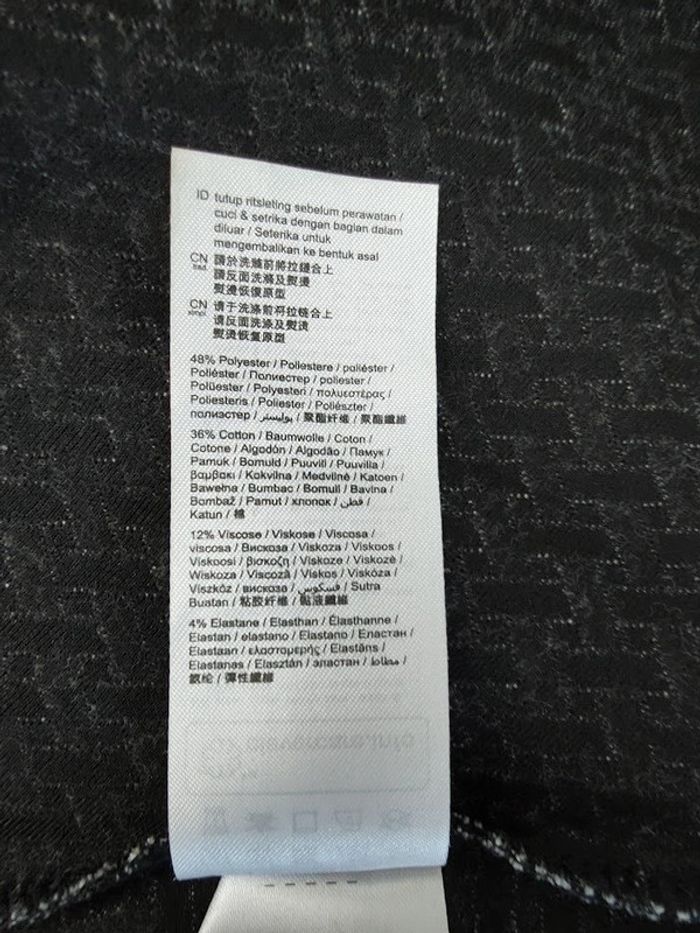 ID tutup ritsleting sebelum perawatan /
cuci & setrika dengan bagian dalam
diluar / Seterika untuk
mengembalikan ke bentuk asal
CN trad. 請於洗滌前將拉鏈合上
請反面洗滌及熨燙
熨燙恢復原型
CN simpl. 请于洗涤前将拉链合上
请反面洗涤及熨烫
熨烫恢复原型
48% Polyester / Poliestere / poliéster /
Poliéster / Полиестер / poliester /
Polüester / Polyesteri / πολυεστέρας /
Poliesteris / Poliester / Poliészter /
полиэстер / بوليستر / 聚酯纤维 / 聚酯纖維
36% Cotton / Baumwolle / Coton /
Cotone / Algodón / Algodão / Памук /
Pamuk / Bomuld / Puuvill / Puuvilla /
βαμβακι / Kokvilna / Medvilnė / Katoen /
Bawełna / Bumbac / Bomull / Bavlna /
Bombaž / Pamut / хлопок / قطن /
Katun / 棉
12% Viscose / Viskose / Viscosa /
viscosa / Вискоза / Viskoza / Viskoos /
Viskoosi / βισκοζη / Viskoze / Viskozė /
Wiskoza / Viscoză / Viskos / Viskóza /
Viszkóz / вискоза / فسكوس / Sutra
Buatan / 粘胶纤维 / 黏液纖維
4% Elastane / Elasthan / Élasthanne /
Elastan / elastano / Elastano / Еластан /
Elastaan / ελαστομερής / Elastāns /
Elastanas / Elasztán / эластан / مطاط /
氨纶 / 彈性纖維